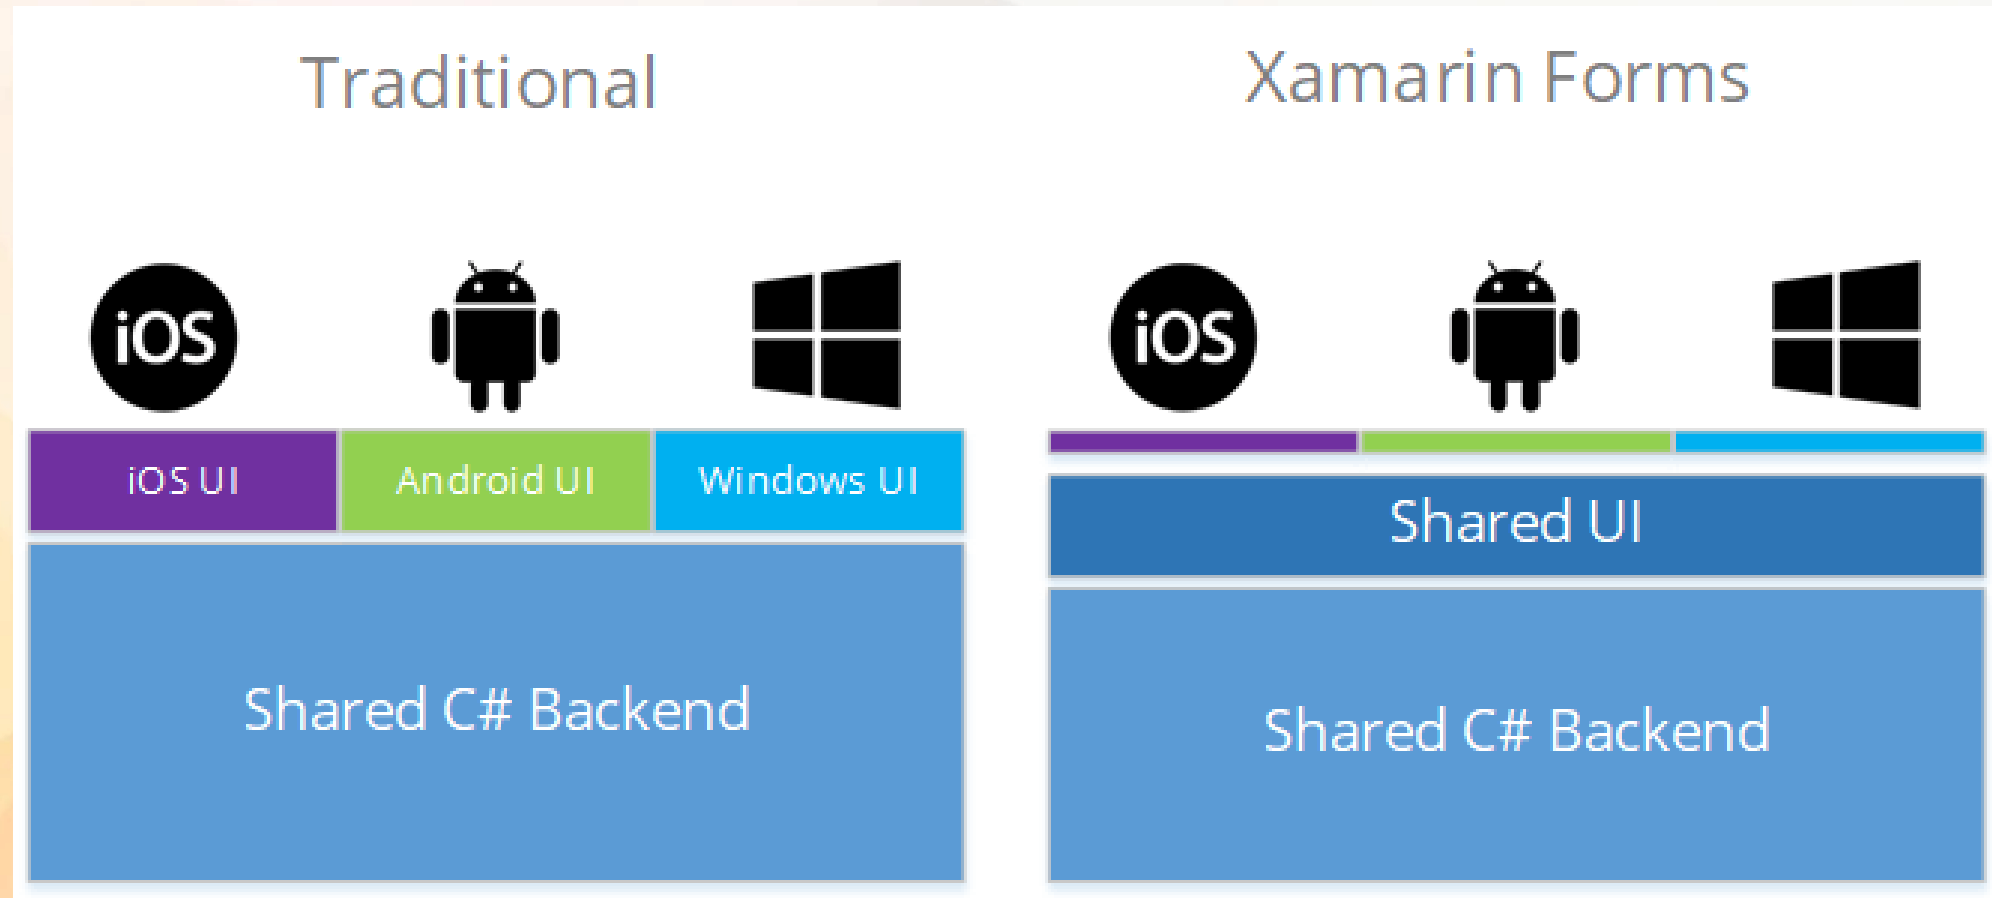 Traditional
iOS
iOS UI
Android UI
Windows UI
Shared C# Backend
Xamarin Forms
iOS
Shared UI
Shared C# Backend